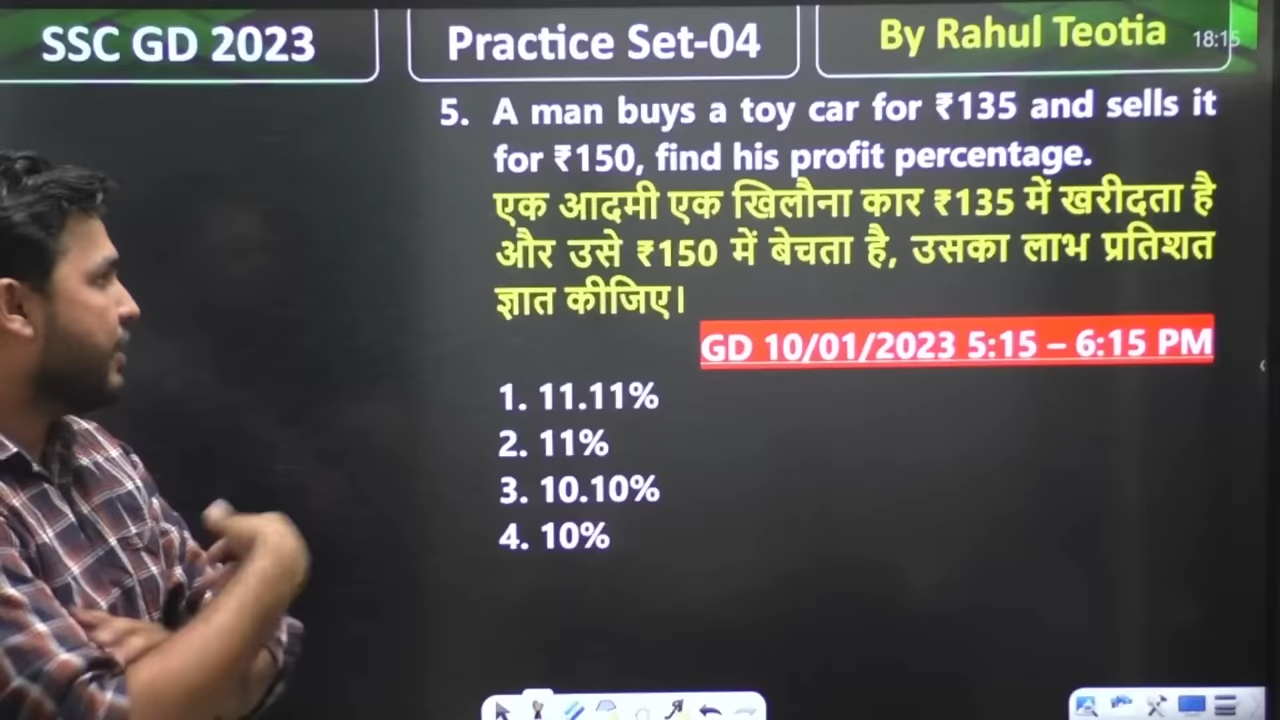 SSC GD 2023
Practice Set-04
By Rahul Teotia
18:15
5. A man buys a toy car for ₹135 and sells it
for ₹150, find his profit percentage.
एक आदमी एक खिलौना कार ₹135 में खरीदता है
और उसे ₹150 में बेचता है, उसका लाभ प्रतिशत
ज्ञात कीजिए।
GD 10/01/2023 5:15 – 6:15 PM
1. 11.11%
2. 11%
3. 10.10%
4. 10%